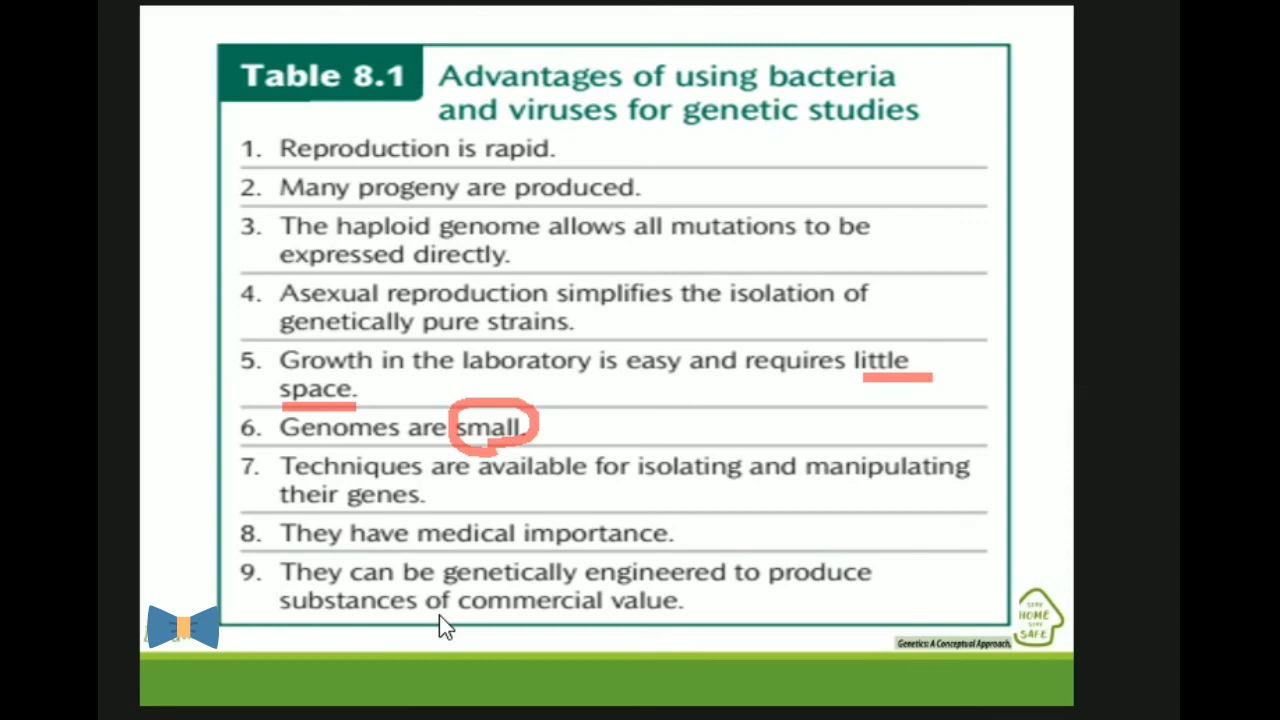 Table 8.1
Advantages of using bacteria
and viruses for genetic studies
1. Reproduction is rapid.
2. Many progeny are produced.
3. The haploid genome allows all mutations to be
expressed directly.
4. Asexual reproduction simplifies the isolation of
genetically pure strains.
5. Growth in the laboratory is easy and requires little
space.
6. Genomes are small.
7. Techniques are available for isolating and manipulating
their genes.
8. They have medical importance.
9. They can be genetically engineered to produce
substances of commercial value.
STAY
HOME
STAY
SAFE
Genetics: A Conceptual Approach,